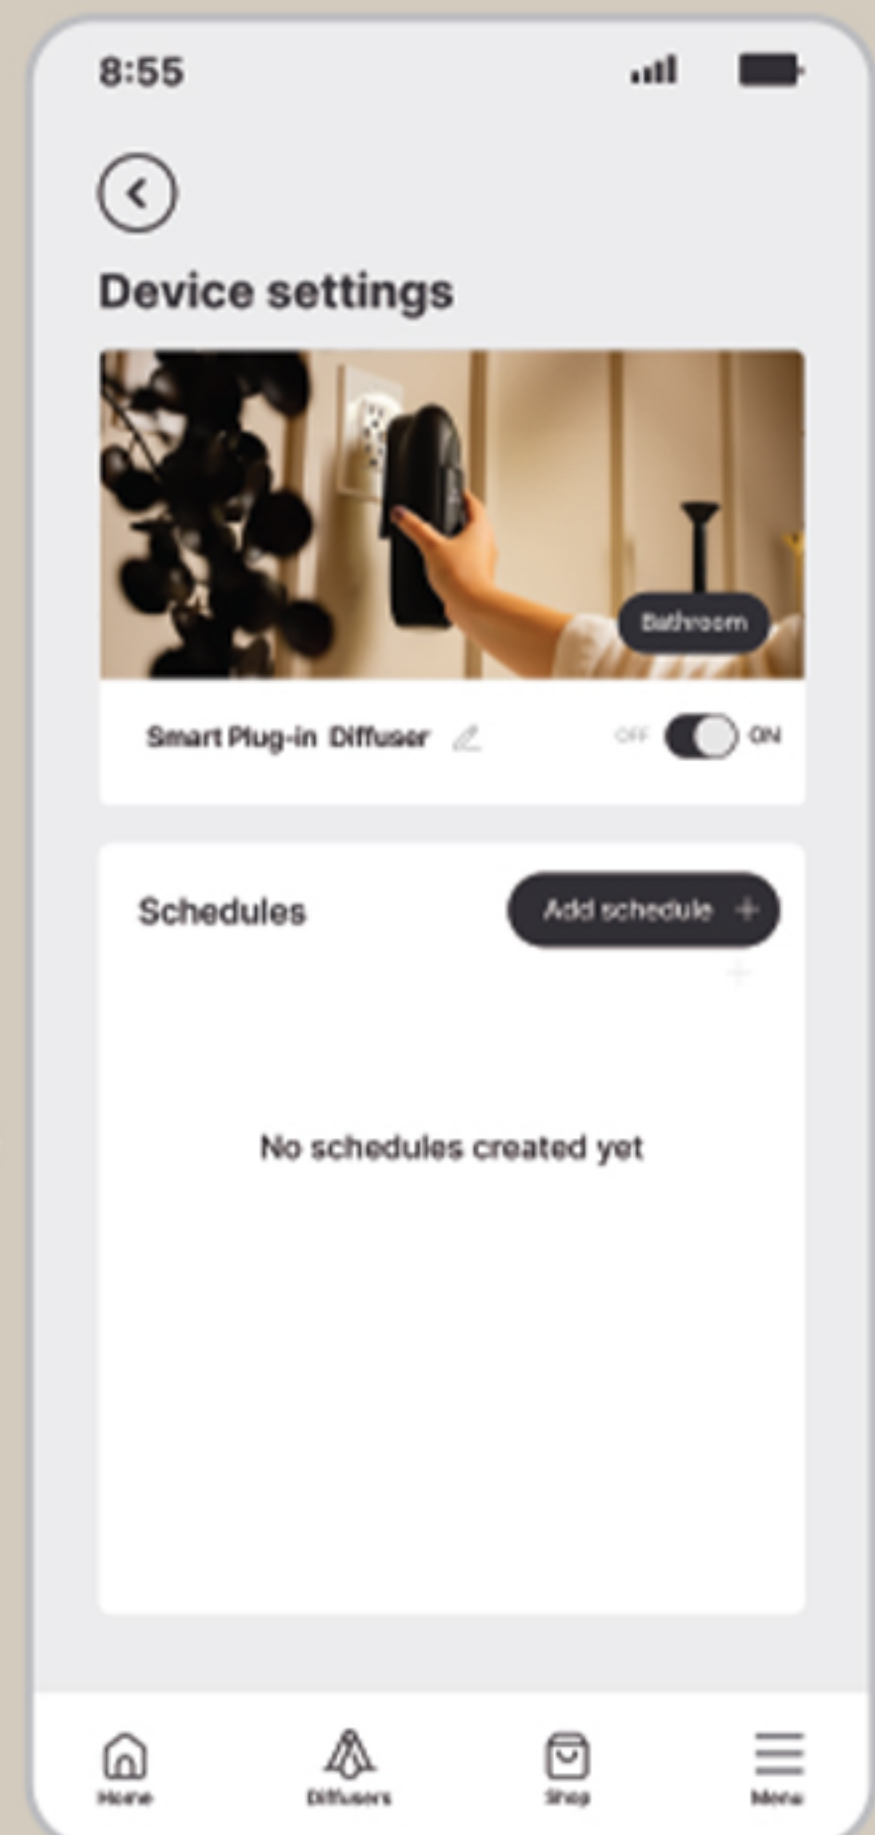 8:55
Device settings
Bathroom
Smart Plug-in Diffuser
OFF ON
Schedules
Add schedule +
No schedules created yet
Home Diffusers Shop Menu